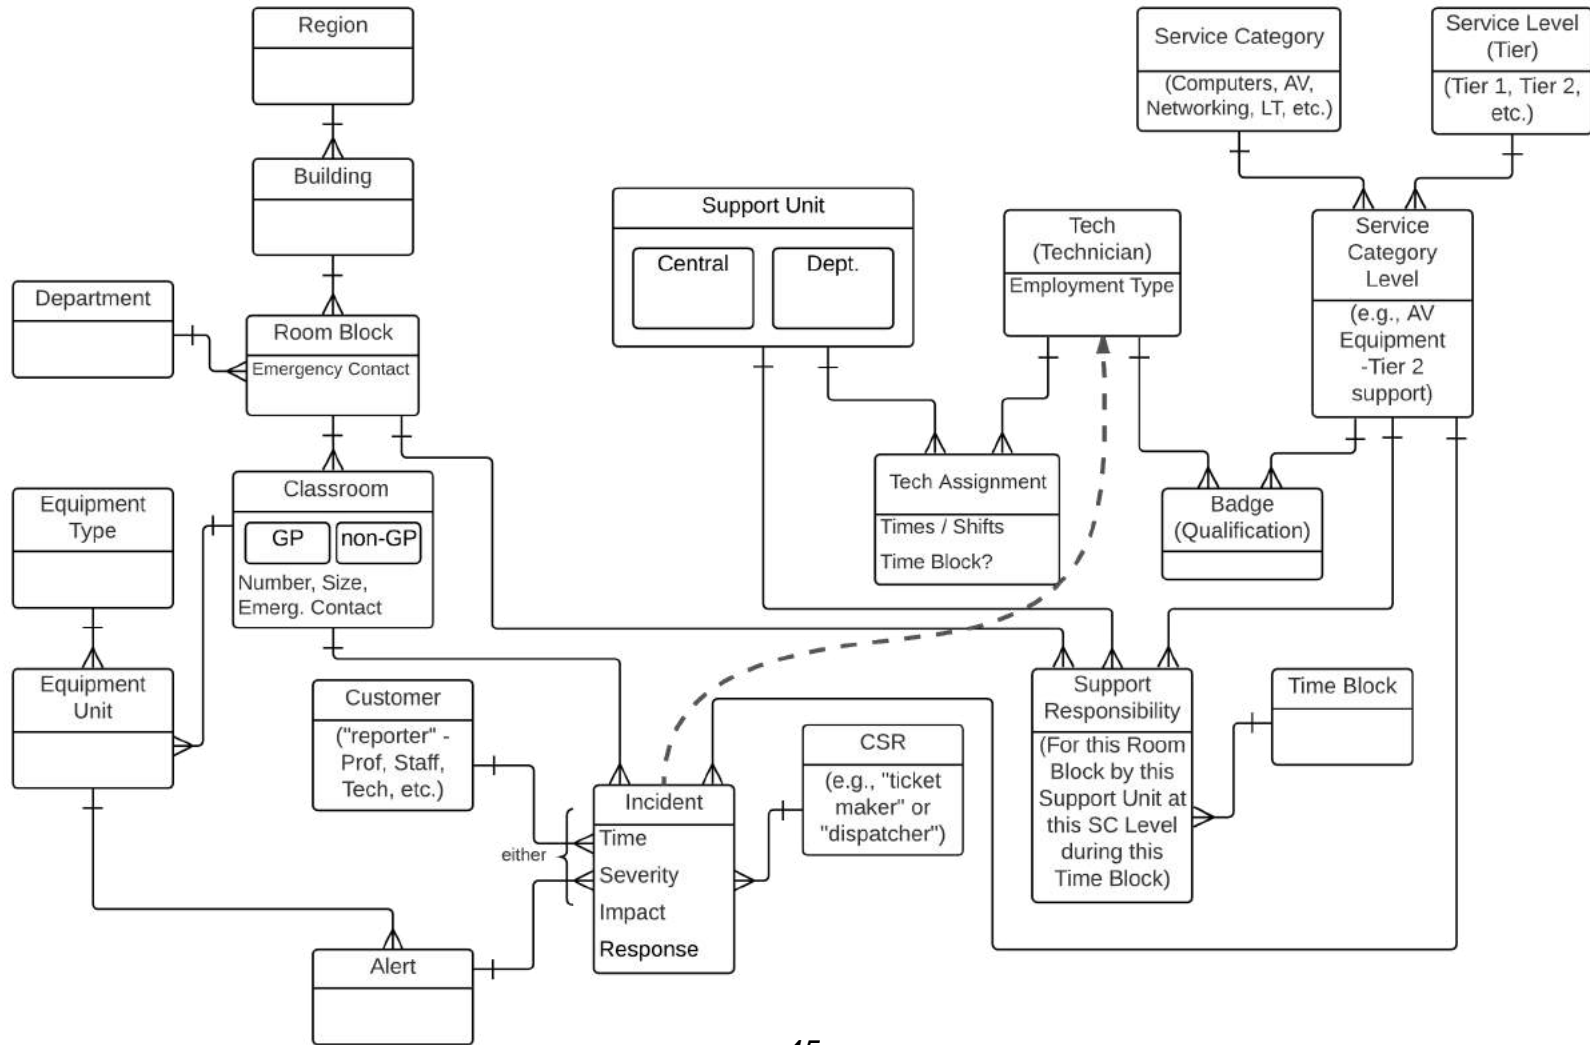 Region
Building
Department
Room Block
Emergency Contact
Equipment
Type
Classroom
GP
non-GP
Number, Size,
Emerg. Contact
Equipment
Unit
Customer
("reporter" -
Prof, Staff,
Tech, etc.)
either
Alert
Incident
Time
Severity
Impact
Response
CSR
(e.g., "ticket
maker" or
"dispatcher")
Support Unit
Central
Dept.
Tech
(Technician)
Employment Type
Tech Assignment
Times / Shifts
Time Block?
Badge
(Qualification)
Service Category
(Computers, AV,
Networking, LT, etc.)
Service Level
(Tier)
(Tier 1, Tier 2,
etc.)
Service
Category
Level
(e.g., AV
Equipment
-Tier 2
support)
Support
Responsibility
(For this Room
Block by this
Support Unit at
this SC Level
during this
Time Block)
Time Block